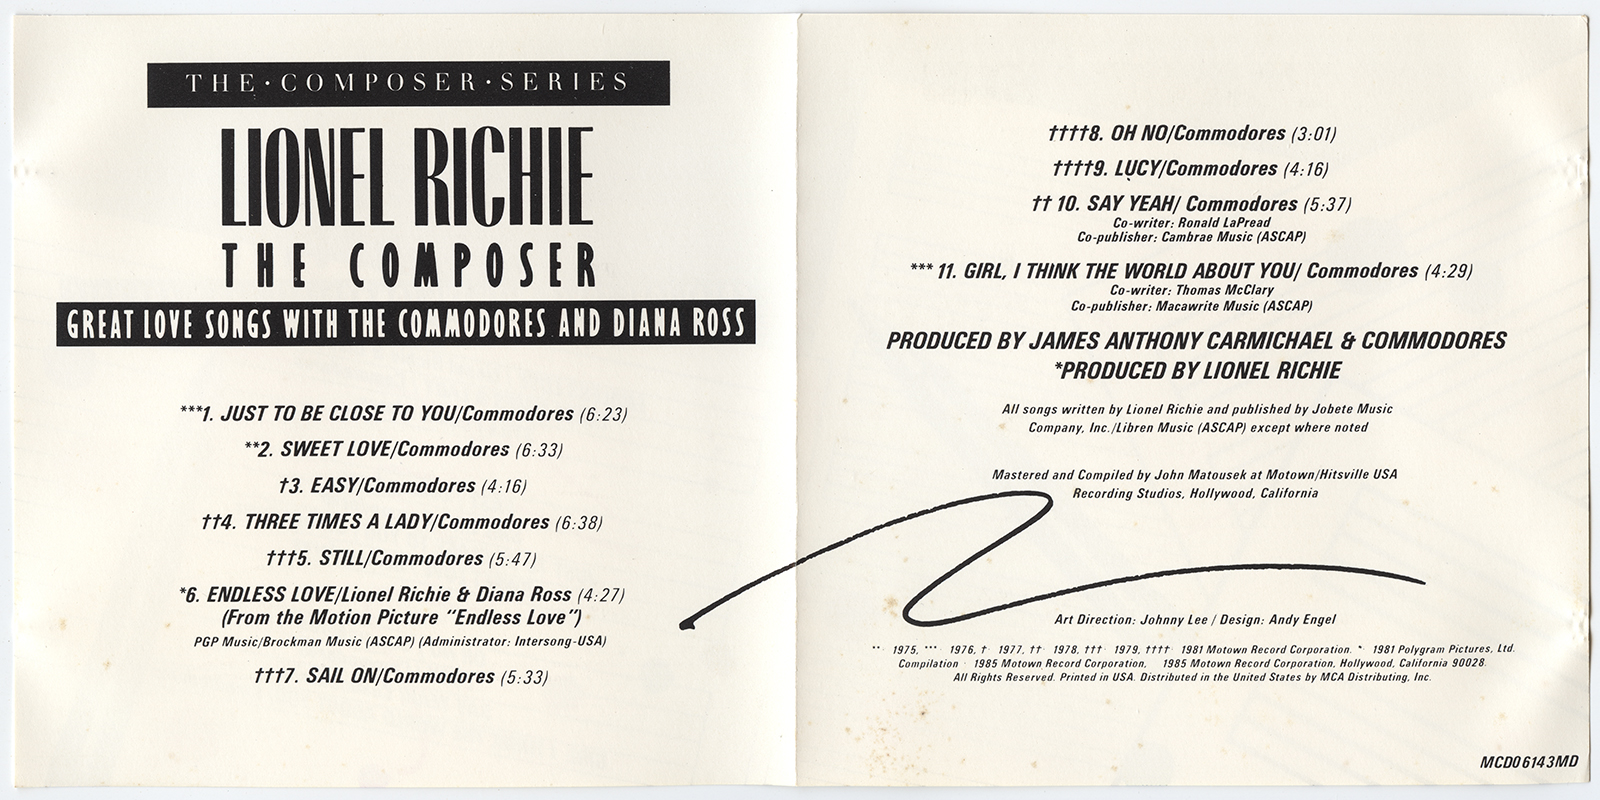 THE·COMPOSER·SERIES
LIONEL RICHIE
THE COMPOSER
GREAT LOVE SONGS WITH THE COMMODORES AND DIANA ROSS
***1. JUST TO BE CLOSE TO YOU/Commodores (6:23)
**2. SWEET LOVE/Commodores (6:33)
†3. EASY/Commodores (4:16)
††4. THREE TIMES A LADY/Commodores (6:38)
†††5. STILL/Commodores (5:47)
*6. ENDLESS LOVE/Lionel Richie & Diana Ross (4:27)
(From the Motion Picture "Endless Love")
PGP Music/Brockman Music (ASCAP) (Administrator: Intersong-USA)
†††7. SAIL ON/Commodores (5:33)
††††8. OH NO/Commodores (3:01)
††††9. LUCY/Commodores (4:16)
†† 10. SAY YEAH/ Commodores (5:37)
Co-writer: Ronald LaPread
Co-publisher: Cambrae Music (ASCAP)
*** 11. GIRL, I THINK THE WORLD ABOUT YOU/ Commodores (4:29)
Co-writer: Thomas McClary
Co-publisher: Macawrite Music (ASCAP)
PRODUCED BY JAMES ANTHONY CARMICHAEL & COMMODORES
*PRODUCED BY LIONEL RICHIE
All songs written by Lionel Richie and published by Jobete Music
Company, Inc./Libren Music (ASCAP) except where noted
Mastered and Compiled by John Matousek at Motown/Hitsville USA
Recording Studios, Hollywood, California
Art Direction: Johnny Lee / Design: Andy Engel
** 1975, *** 1976, † 1977, †† 1978, ††† 1979, †††† 1981 Motown Record Corporation. * 1981 Polygram Pictures, Ltd.
Compilation 1985 Motown Record Corporation, 1985 Motown Record Corporation, Hollywood, California 90028.
All Rights Reserved. Printed in USA. Distributed in the United States by MCA Distributing, Inc.
MCD06143MD